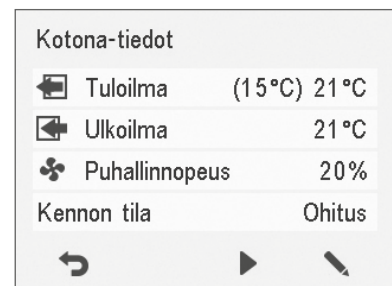 Kotona-tiedot
Tuloilma (15°C) 21°C
Ulkoilma 21°C
Puhallinnopeus 20%
Kennon tila Ohitus